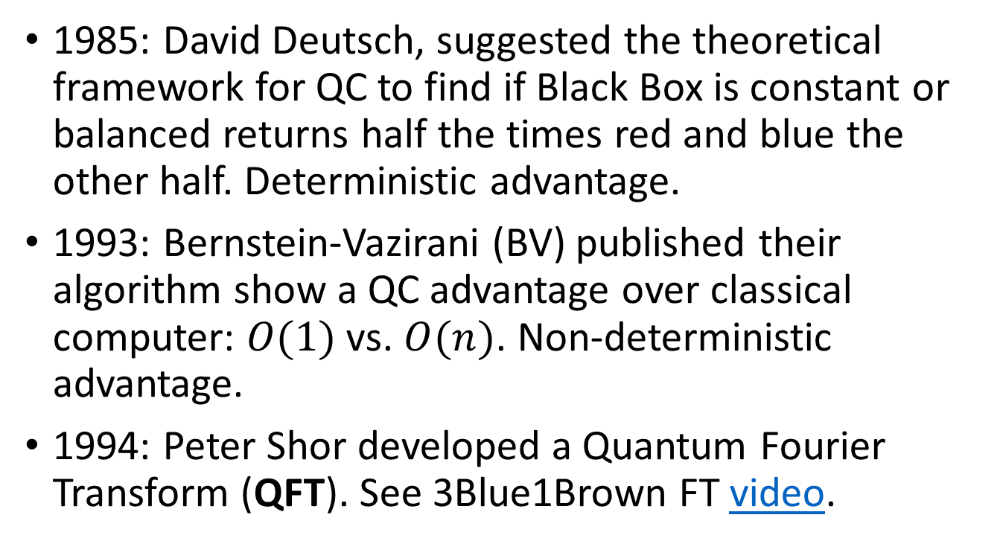 • 1985: David Deutsch, suggested the theoretical
framework for QC to find if Black Box is constant or
balanced returns half the times red and blue the
other half. Deterministic advantage.
• 1993: Bernstein-Vazirani (BV) published their
algorithm show a QC advantage over classical
computer: O(1) vs. O(n). Non-deterministic
advantage.
• 1994: Peter Shor developed a Quantum Fourier
Transform (QFT). See 3Blue1Brown FT video.